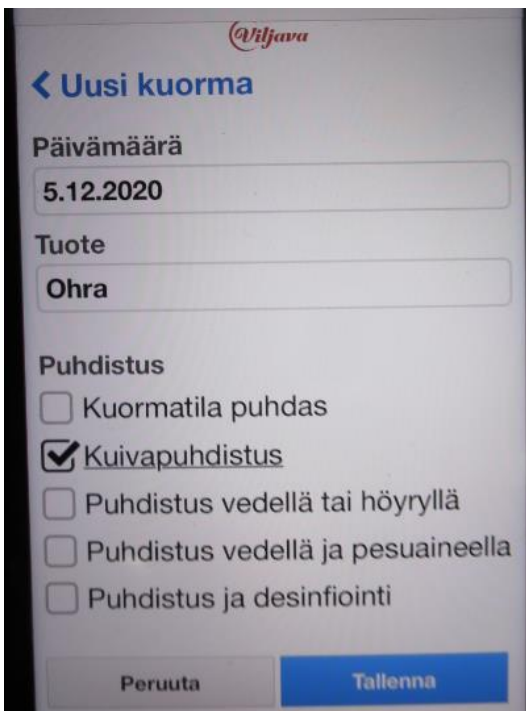 Viljava
Uusi kuorma
Päivämäärä
5.12.2020
Tuote
Ohra
Puhdistus
Kuormatila puhdas
Kuivapuhdistus
Puhdistus vedellä tai höyryllä
Puhdistus vedellä ja pesuaineella
Puhdistus ja desinfiointi
Peruuta
Tallenna